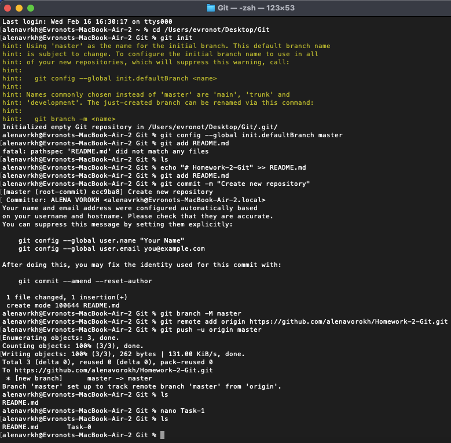 Git — -zsh — 123×53
Last login: Wed Feb 16 16:30:17 on ttys000
alenavrkh@Evronots-MacBook-Air-2 ~ % cd /Users/evronot/Desktop/Git
alenavrkh@Evronots-MacBook-Air-2 Git % git init
hint: Using 'master' as the name for the initial branch. This default branch name
hint: is subject to change. To configure the initial branch name to use in all
hint: of your new repositories, which will suppress this warning, call:
hint:
hint:   git config --global init.defaultBranch <name>
hint:
hint: Names commonly chosen instead of 'master' are 'main', 'trunk' and
hint: 'development'. The just-created branch can be renamed via this command:
hint:
hint:   git branch -m <name>
Initialized empty Git repository in /Users/evronot/Desktop/Git/.git/
alenavrkh@Evronots-MacBook-Air-2 Git % git config --global init.defaultBranch master
alenavrkh@Evronots-MacBook-Air-2 Git % git add README.md
fatal: pathspec 'README.md' did not match any files
alenavrkh@Evronots-MacBook-Air-2 Git % ls
alenavrkh@Evronots-MacBook-Air-2 Git % echo "# Homework-2-Git" >> README.md
alenavrkh@Evronots-MacBook-Air-2 Git % git add README.md
alenavrkh@Evronots-MacBook-Air-2 Git % git commit -m "Create new repository"
[master (root-commit) ecc9ba8] Create new repository
 Committer: ALENA VOROKH <alenavrkh@Evronots-MacBook-Air-2.local>
Your name and email address were configured automatically based
on your username and hostname. Please check that they are accurate.
You can suppress this message by setting them explicitly:
    git config --global user.name "Your Name"
    git config --global user.email you@example.com
After doing this, you may fix the identity used for this commit with:
    git commit --amend --reset-author
 1 file changed, 1 insertion(+)
 create mode 100644 README.md
alenavrkh@Evronots-MacBook-Air-2 Git % git branch -M master
alenavrkh@Evronots-MacBook-Air-2 Git % git remote add origin https://github.com/alenavorokh/Homework-2-Git.git
alenavrkh@Evronots-MacBook-Air-2 Git % git push -u origin master
Enumerating objects: 3, done.
Counting objects: 100% (3/3), done.
Writing objects: 100% (3/3), 262 bytes | 131.00 KiB/s, done.
Total 3 (delta 0), reused 0 (delta 0), pack-reused 0
To https://github.com/alenavorokh/Homework-2-Git.git
 * [new branch]      master -> master
Branch 'master' set up to track remote branch 'master' from 'origin'.
alenavrkh@Evronots-MacBook-Air-2 Git % ls
README.md
alenavrkh@Evronots-MacBook-Air-2 Git % nano Task-1
alenavrkh@Evronots-MacBook-Air-2 Git % ls
README.md       Task-0
alenavrkh@Evronots-MacBook-Air-2 Git %